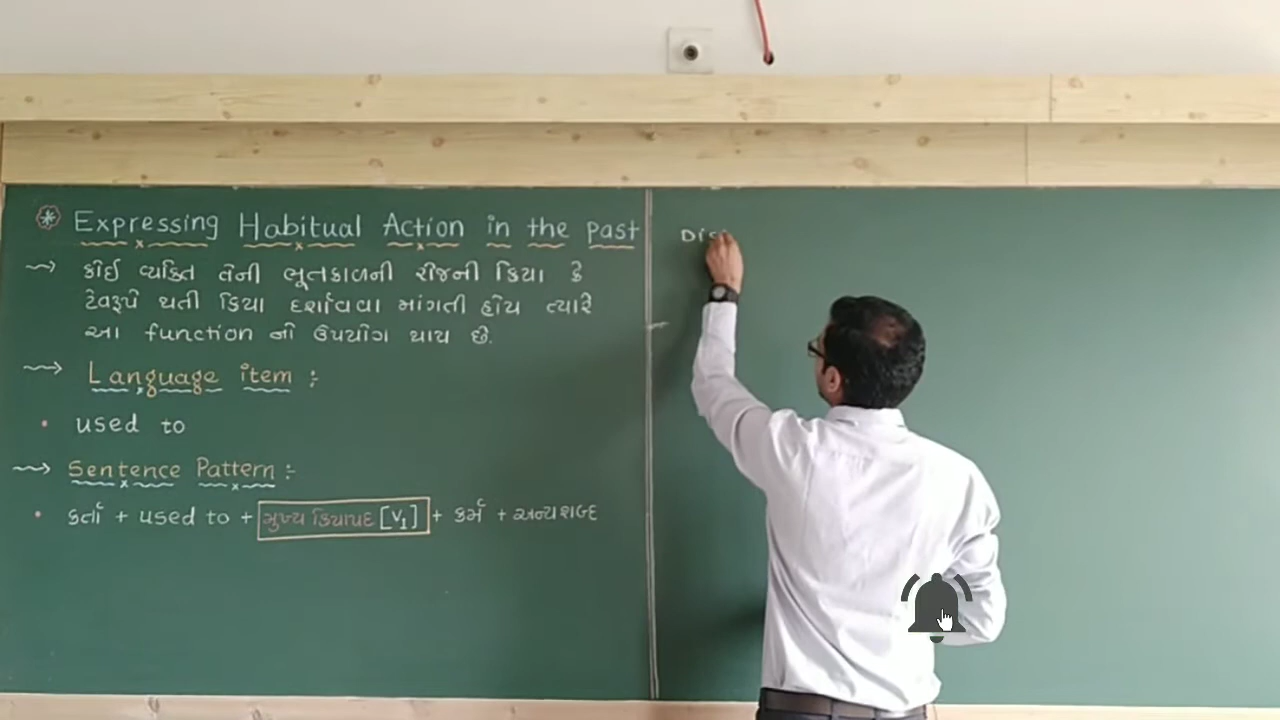 Expressing Habitual Action in the past
કોઈ વ્યક્તિ તેની ભૂતકાળની રોજની ક્રિયા કે
ટેવરૂપે થતી ક્રિયા દર્શાવવા માંગતી હોય ત્યારે
આ function નો ઉપયોગ થાય છે.
Language item :-
• used to
Sentence Pattern :-
• કર્તા + used to + મુખ્ય ક્રિયાપદ [V1] + કર્મ + અન્યશબ્દ